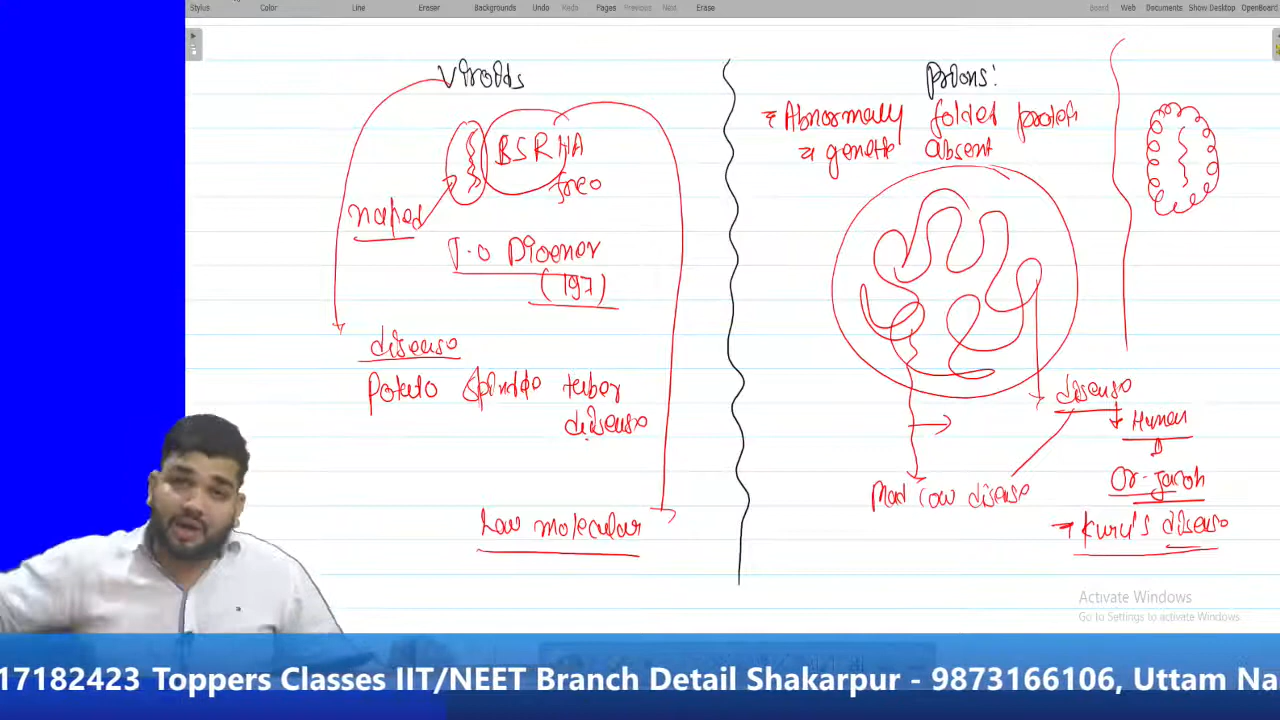 Stylus Color Line Eraser Backgrounds Undo Redo Pages Previous Next Erase Board Web Documents Show Desktop OpenBoard
Viroids
SSRNA
free
naked
T.O Diener
(197)
disease
Potato spindle tuber
disease
Low molecular
Prions:
Abnormally folded protein
genetic absent
disease
Human
Mad Cow disease
Cr-Jacob
Kuru's disease
Activate Windows
Go to Settings to activate Windows.
17182423 Toppers Classes IIT/NEET Branch Detail Shakarpur - 9873166106, Uttam Na